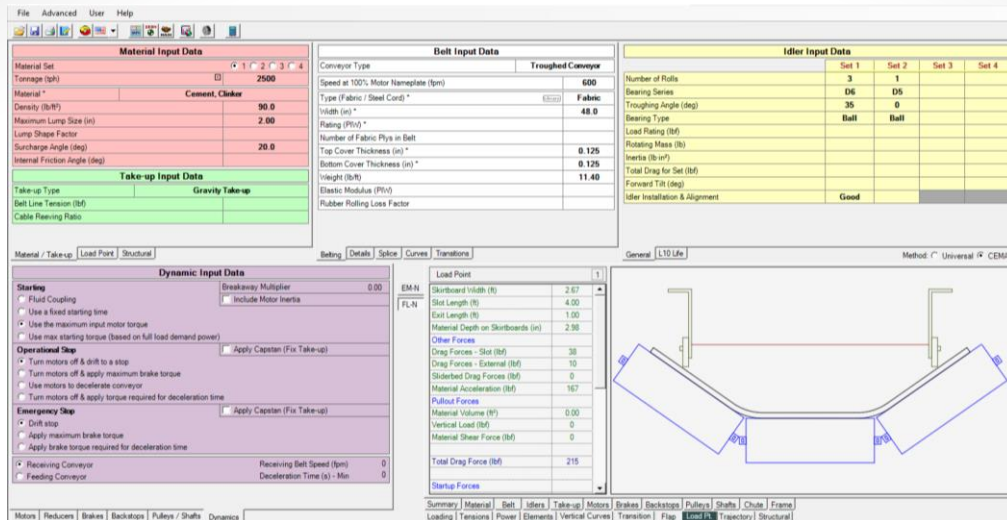 File Advanced User Help
Material Input Data
Material Set 1 2 3 4
Tonnage (tph) 2500
Material * Cement, Clinker
Density (lb/ft³) 90.0
Maximum Lump Size (in) 2.00
Lump Shape Factor
Surcharge Angle (deg) 20.0
Internal Friction Angle (deg)
Take-up Input Data
Take-up Type Gravity Take-up
Belt Line Tension (lbf)
Cable Reeving Ratio
Material / Take-up Load Point Structural
Belt Input Data
Conveyor Type Troughed Conveyor
Speed at 100% Motor Nameplate (fpm) 600
Type (Fabric / Steel Cord) * Fabric
Width (in) * 48.0
Rating (PIW) *
Number of Fabric Plys in Belt
Top Cover Thickness (in) * 0.125
Bottom Cover Thickness (in) * 0.125
Weight (lb/ft) 11.40
Elastic Modulus (PIW)
Rubber Rolling Loss Factor
Belting Details Splice Curves Transitions
Idler Input Data
Set 1 Set 2 Set 3 Set 4
Number of Rolls 3 1
Bearing Series D6 D5
Troughing Angle (deg) 35 0
Bearing Type Ball Ball
Load Rating (lbf)
Rotating Mass (lb)
Inertia (lb·in²)
Total Drag for Set (lbf)
Forward Tilt (deg)
Idler Installation & Alignment Good
General L10 Life Method: Universal CEMA
Dynamic Input Data
Starting Breakaway Multiplier 0.00
Fluid Coupling Include Motor Inertia
Use a fixed starting time
Use the maximum input motor torque
Use max starting torque (based on full load demand power)
Operational Stop Apply Capstan (Fix Take-up)
Turn motors off & drift to a stop
Turn motors off & apply maximum brake torque
Use motors to decelerate conveyor
Turn motors off & apply torque required for deceleration time
Emergency Stop Apply Capstan (Fix Take-up)
Drift stop
Apply maximum brake torque
Apply brake torque required for deceleration time
Receiving Conveyor Receiving Belt Speed (fpm) 0
Feeding Conveyor Deceleration Time (s) - Min 0
Motors Reducers Brakes Backstops Pulleys / Shafts Dynamics
EM-N
FL-N
Load Point 1
Skirtboard Width (ft) 2.67
Slot Length (ft) 4.00
Exit Length (ft) 1.00
Material Depth on Skirtboards (in) 2.98
Other Forces
Drag Forces - Slot (lbf) 38
Drag Forces - External (lbf) 10
Sliderbed Drag Forces (lbf) 0
Material Acceleration (lbf) 167
Pullout Forces
Material Volume (ft³) 0.00
Vertical Load (lbf) 0
Material Shear Force (lbf) 0
Total Drag Force (lbf) 215
Startup Forces
Summary Material Belt Idlers Take-up Motors Brakes Backstops Pulleys Shafts Chute Frame
Loading Tensions Power Elements Vertical Curves Transition Flap Load Pt. Trajectory Structural